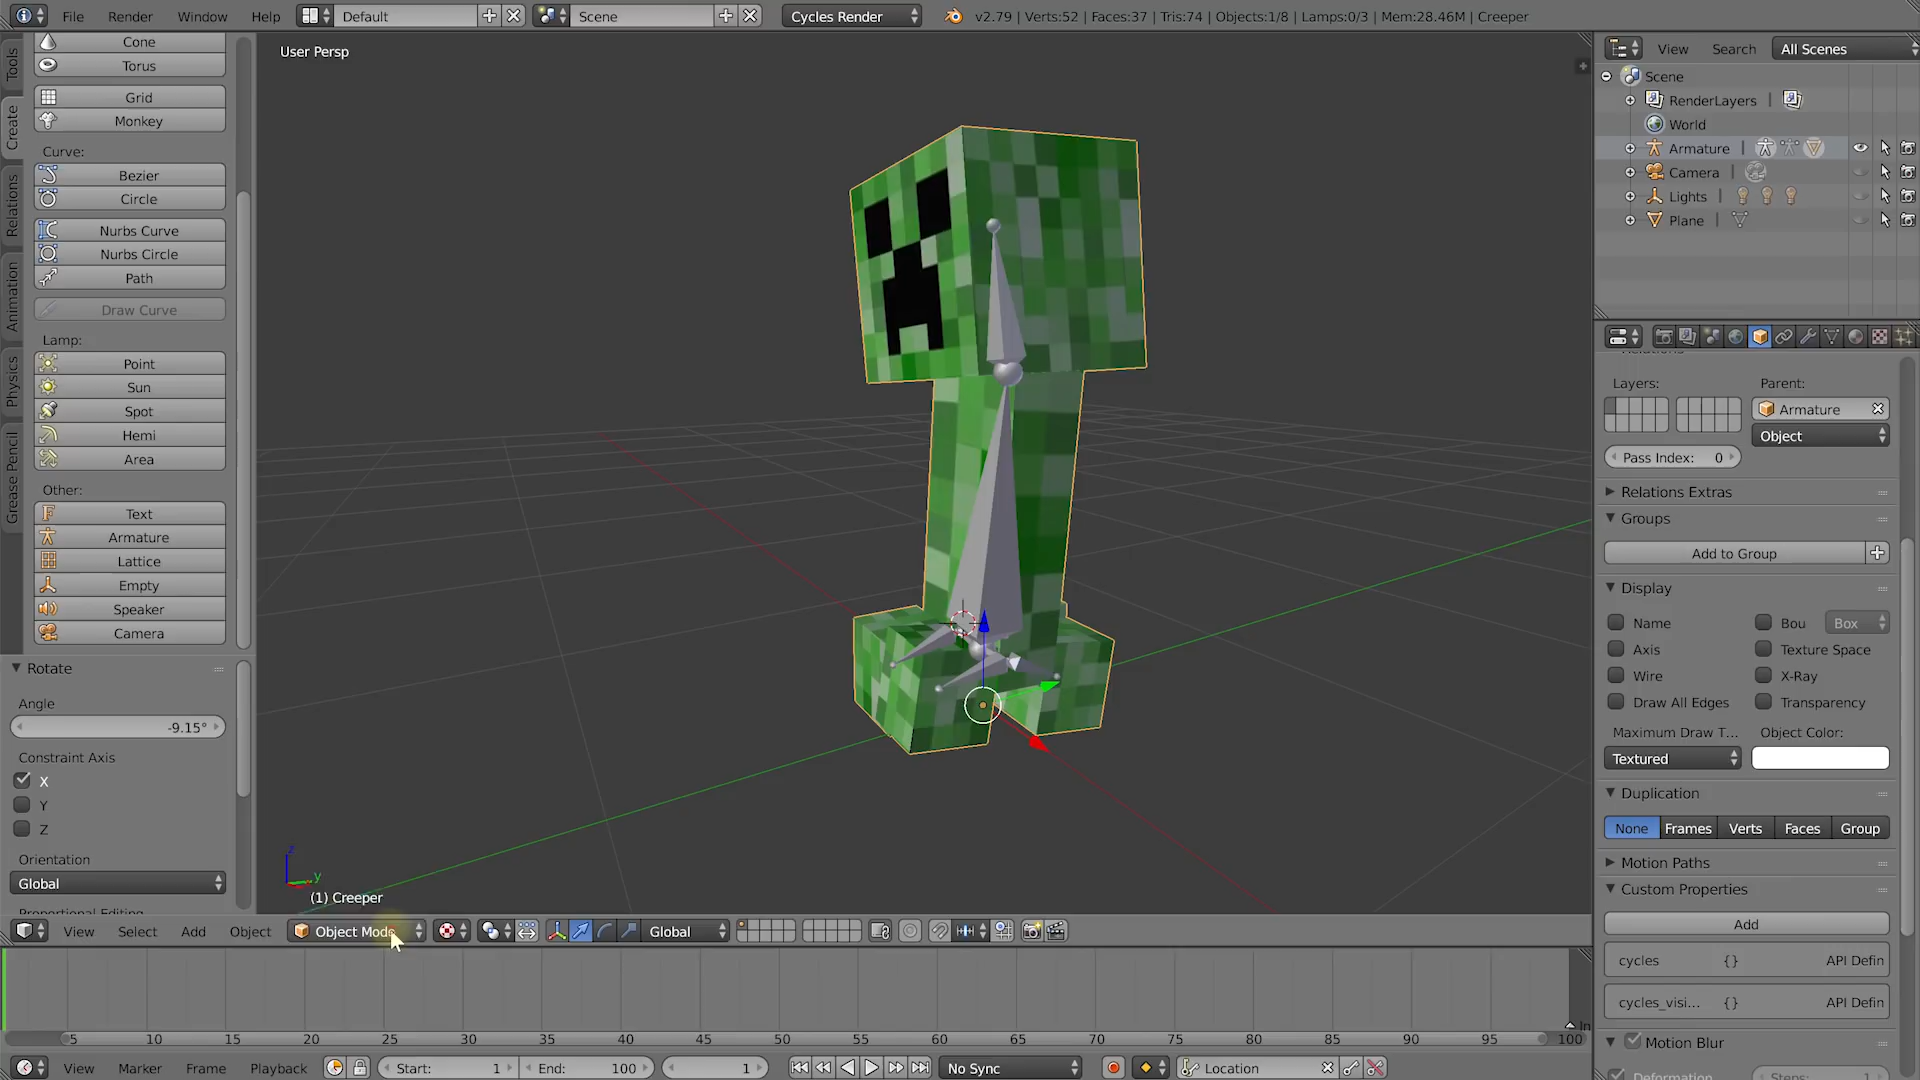 File Render Window Help Default Scene Cycles Render v2.79 | Verts:52 | Faces:37 | Tris:74 | Objects:1/8 | Lamps:0/3 | Mem:28.46M | Creeper
Tools
Create
Relations
Animation
Physics
Grease Pencil
Cone
Torus
Grid
Monkey
Curve:
Bezier
Circle
Nurbs Curve
Nurbs Circle
Path
Draw Curve
Lamp:
Point
Sun
Spot
Hemi
Area
Other:
Text
Armature
Lattice
Empty
Speaker
Camera
Rotate
Angle
-9.15°
Constraint Axis
X
Y
Z
Orientation
Global
Proportional Editing
User Persp
z
y
(1) Creeper
View Search All Scenes
Scene
RenderLayers
World
Armature
Camera
Lights
Plane
Relations
Layers: Parent:
Armature
Object
Pass Index: 0
Relations Extras
Groups
Add to Group
Display
Name Bou Box
Axis Texture Space
Wire X-Ray
Draw All Edges Transparency
Maximum Draw T... Object Color:
Textured
Duplication
None Frames Verts Faces Group
Motion Paths
Custom Properties
Add
cycles {} API Defin
cycles_visi... {} API Defin
Motion Blur
Deformation Steps: 1
View Select Add Object Object Mode Global
5 10 15 20 25 30 35 40 45 50 55 60 65 70 75 80 85 90 95 100
View Marker Frame Playback Start: 1 End: 100 1 No Sync Location